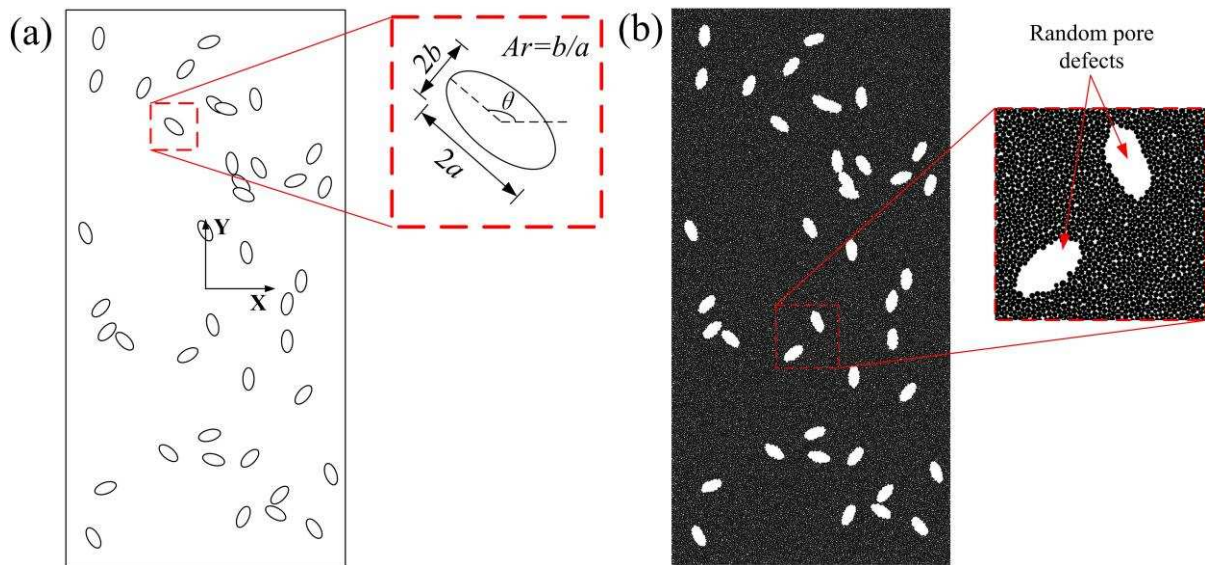 (a)
Ar=b/a
2b
θ
2a
Y
X
(b)
Random pore
defects